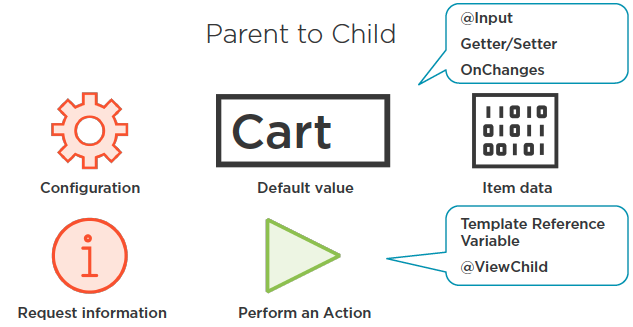 Parent to Child
@Input
Getter/Setter
OnChanges
Cart
11010
01011
00101
Configuration
Default value
Item data
i
Template Reference
Variable
@ViewChild
Request information
Perform an Action